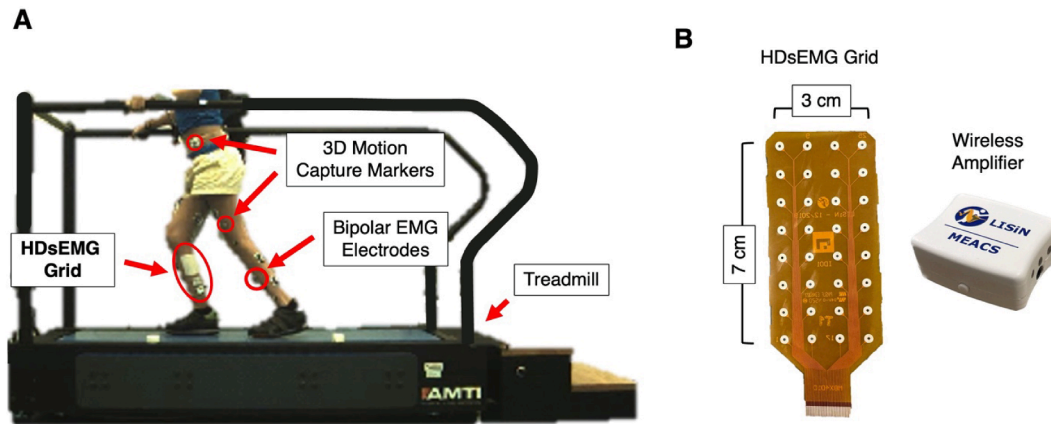 A
3D Motion
Capture Markers
Bipolar EMG
Electrodes
HDsEMG
Grid
Treadmill
AMTI
B
HDsEMG Grid
3 cm
7 cm
Wireless
Amplifier
LISiN
MEACS